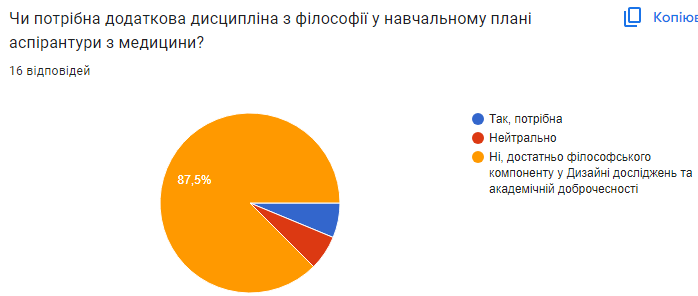 Чи потрібна додаткова дисципліна з філософії у навчальному плані
аспірантури з медицини?
Копіюв
16 відповідей
87,5%
Так, потрібна
Нейтрально
Ні, достатньо філософського
компоненту у Дизайні досліджень та
академічній доброчесності